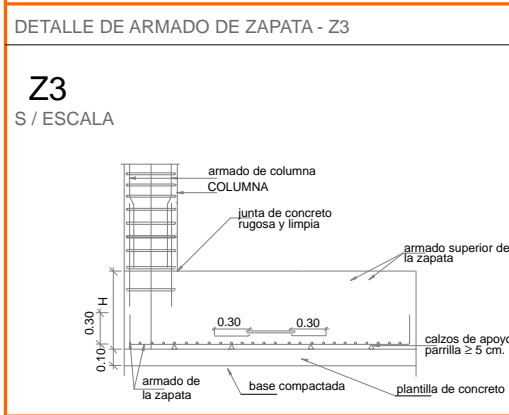 DETALLE DE ARMADO DE ZAPATA - Z3
Z3
S / ESCALA
armado de columna
COLUMNA
junta de concreto
rugosa y limpia
armado superior de
la zapata
H
0.30
0.30
0.30
0.10
calzos de apoyo
parrilla ≥ 5 cm.
armado de
la zapata
base compactada
plantilla de concreto